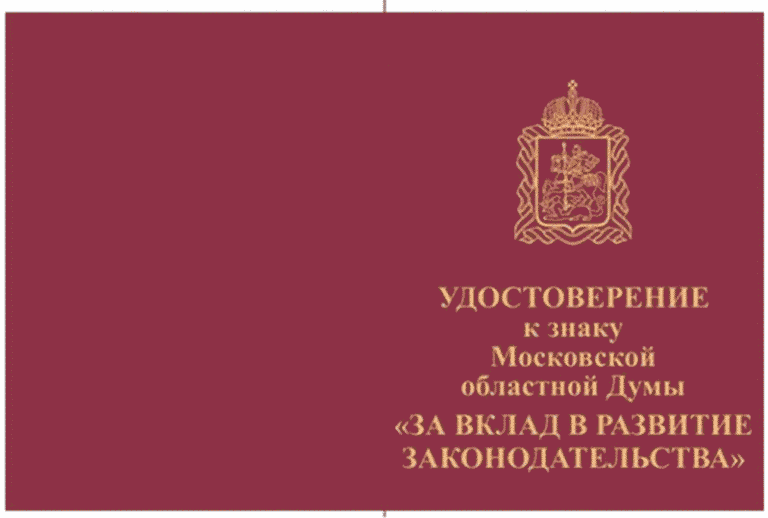 УДОСТОВЕРЕНИЕ
к знаку
Московской
областной Думы
«ЗА ВКЛАД В РАЗВИТИЕ
ЗАКОНОДАТЕЛЬСТВА»